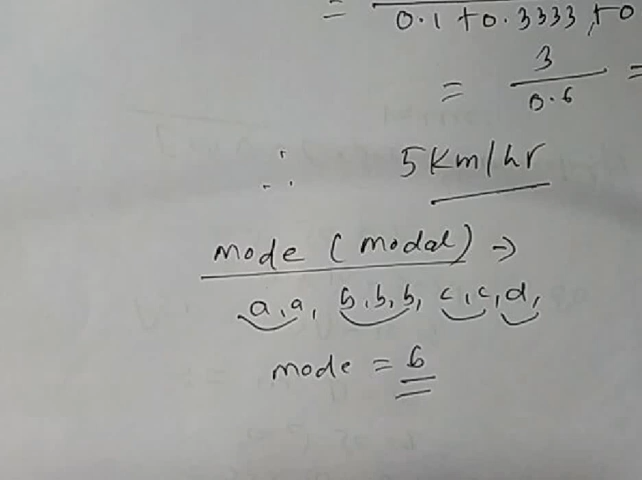 = 0.1 + 0.3333 + 0
= 3/0.6 =
∴ 5 Km/hr
mode (modal) →
a, a, b, b, b, c, c, d,
mode = b